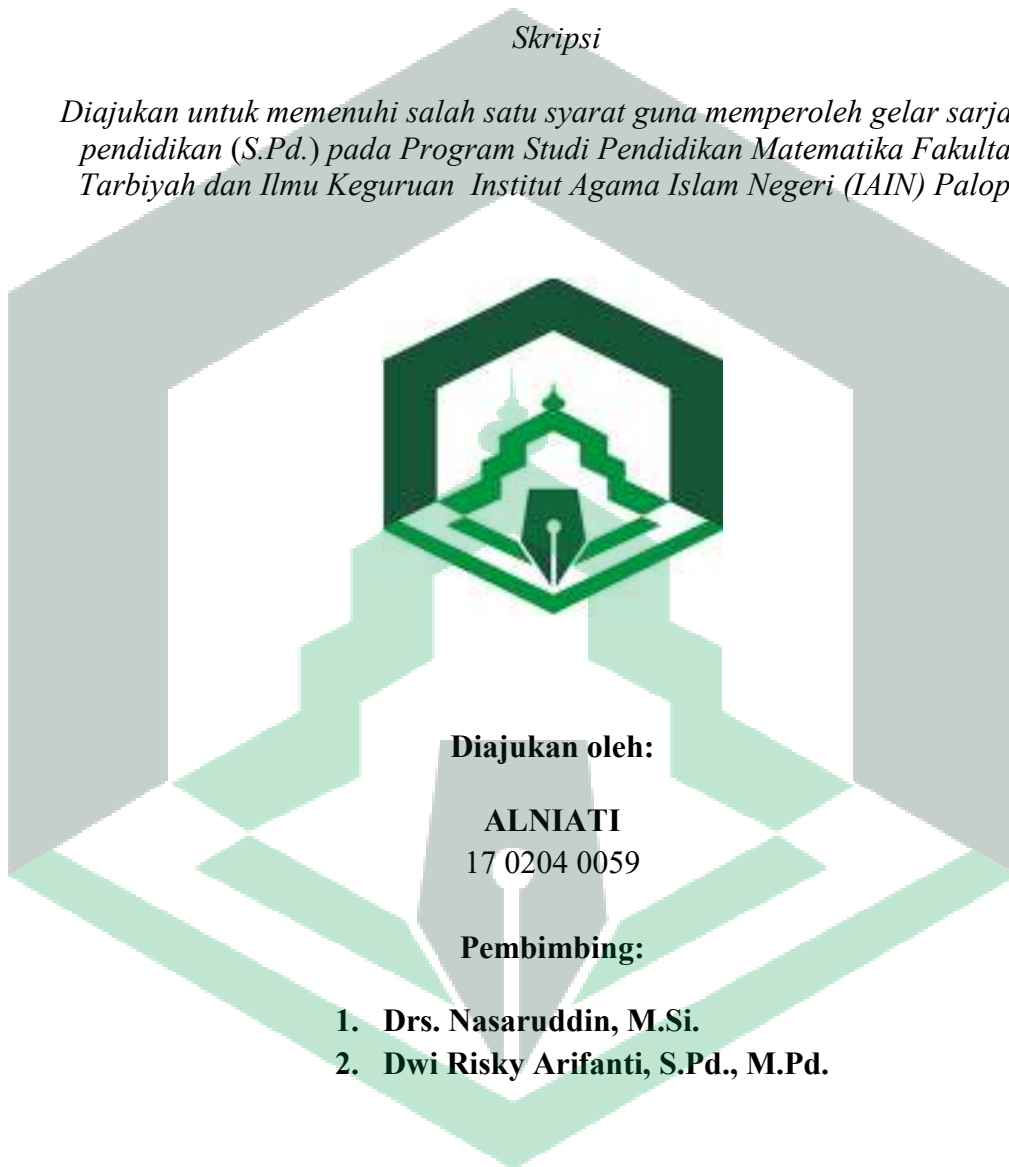 Skripsi
Diajukan untuk memenuhi salah satu syarat guna memperoleh gelar sarja
pendidikan (S.Pd.) pada Program Studi Pendidikan Matematika Fakulta
Tarbiyah dan Ilmu Keguruan Institut Agama Islam Negeri (IAIN) Palop
Diajukan oleh:
ALNIATI
17 0204 0059
Pembimbing:
1. Drs. Nasaruddin, M.Si.
2. Dwi Risky Arifanti, S.Pd., M.Pd.